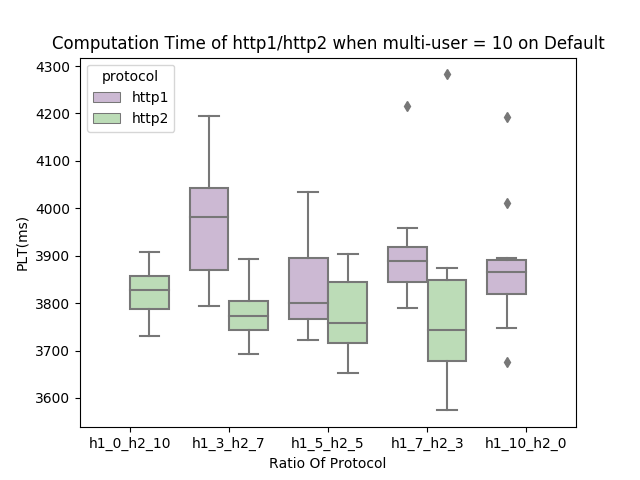 Computation Time of http1/http2 when multi-user = 10 on Default
protocol
http1
http2
4300
4200
4100
4000
3900
3800
3700
3600
PLT(ms)
h1_0_h2_10 h1_3_h2_7 h1_5_h2_5 h1_7_h2_3 h1_10_h2_0
Ratio Of Protocol